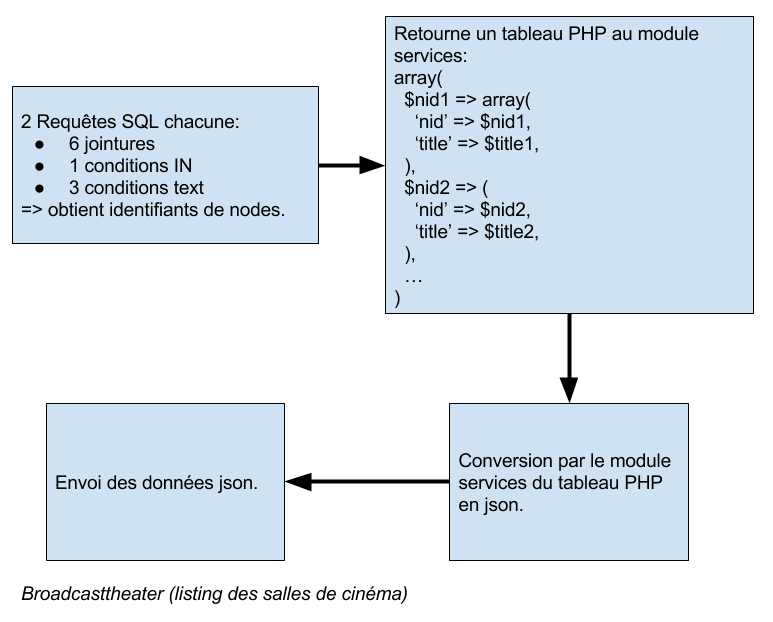 2 Requêtes SQL chacune:
● 6 jointures
● 1 conditions IN
● 3 conditions text
=> obtient identifiants de nodes.
Retourne un tableau PHP au module
services:
array(
$nid1 => array(
‘nid’ => $nid1,
‘title’ => $title1,
),
$nid2 => (
‘nid’ => $nid2,
‘title’ => $title2,
),
…
)
Conversion par le module
services du tableau PHP
en json.
Envoi des données json.
Broadcasttheater (listing des salles de cinéma)